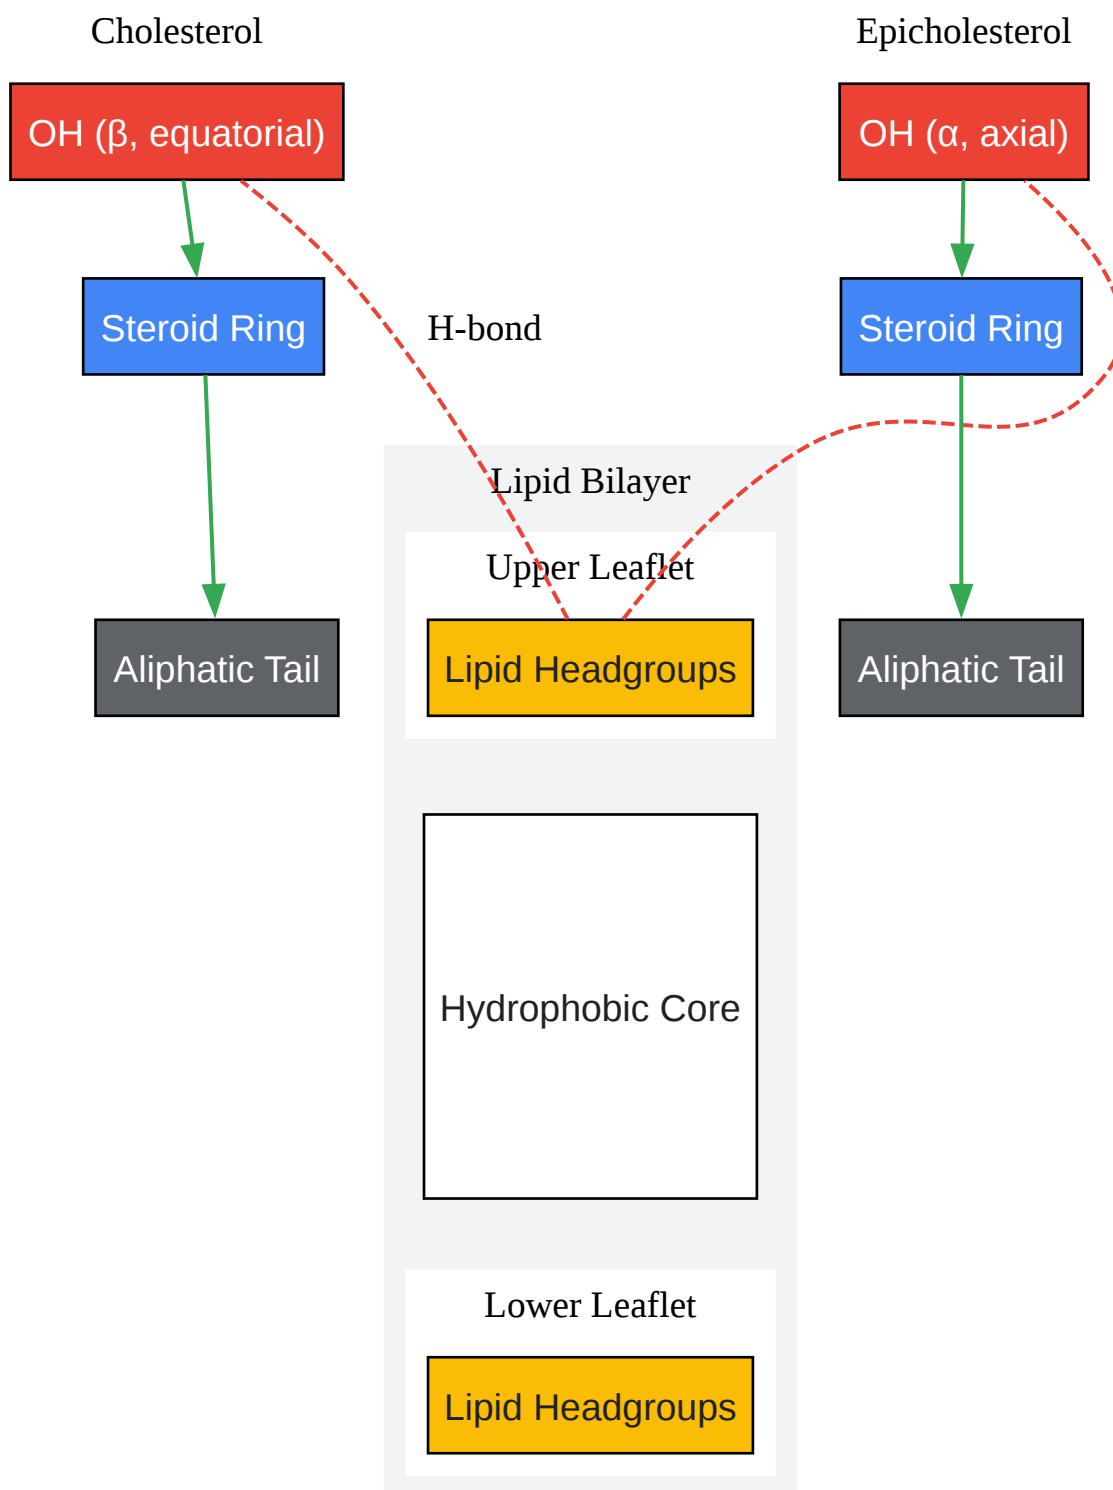 Cholesterol
Epicholesterol
OH (β, equatorial)
OH (α, axial)
Steroid Ring
H-bond
Steroid Ring
Lipid Bilayer
Upper Leaflet
Aliphatic Tail
Lipid Headgroups
Aliphatic Tail
Hydrophobic Core
Lower Leaflet
Lipid Headgroups